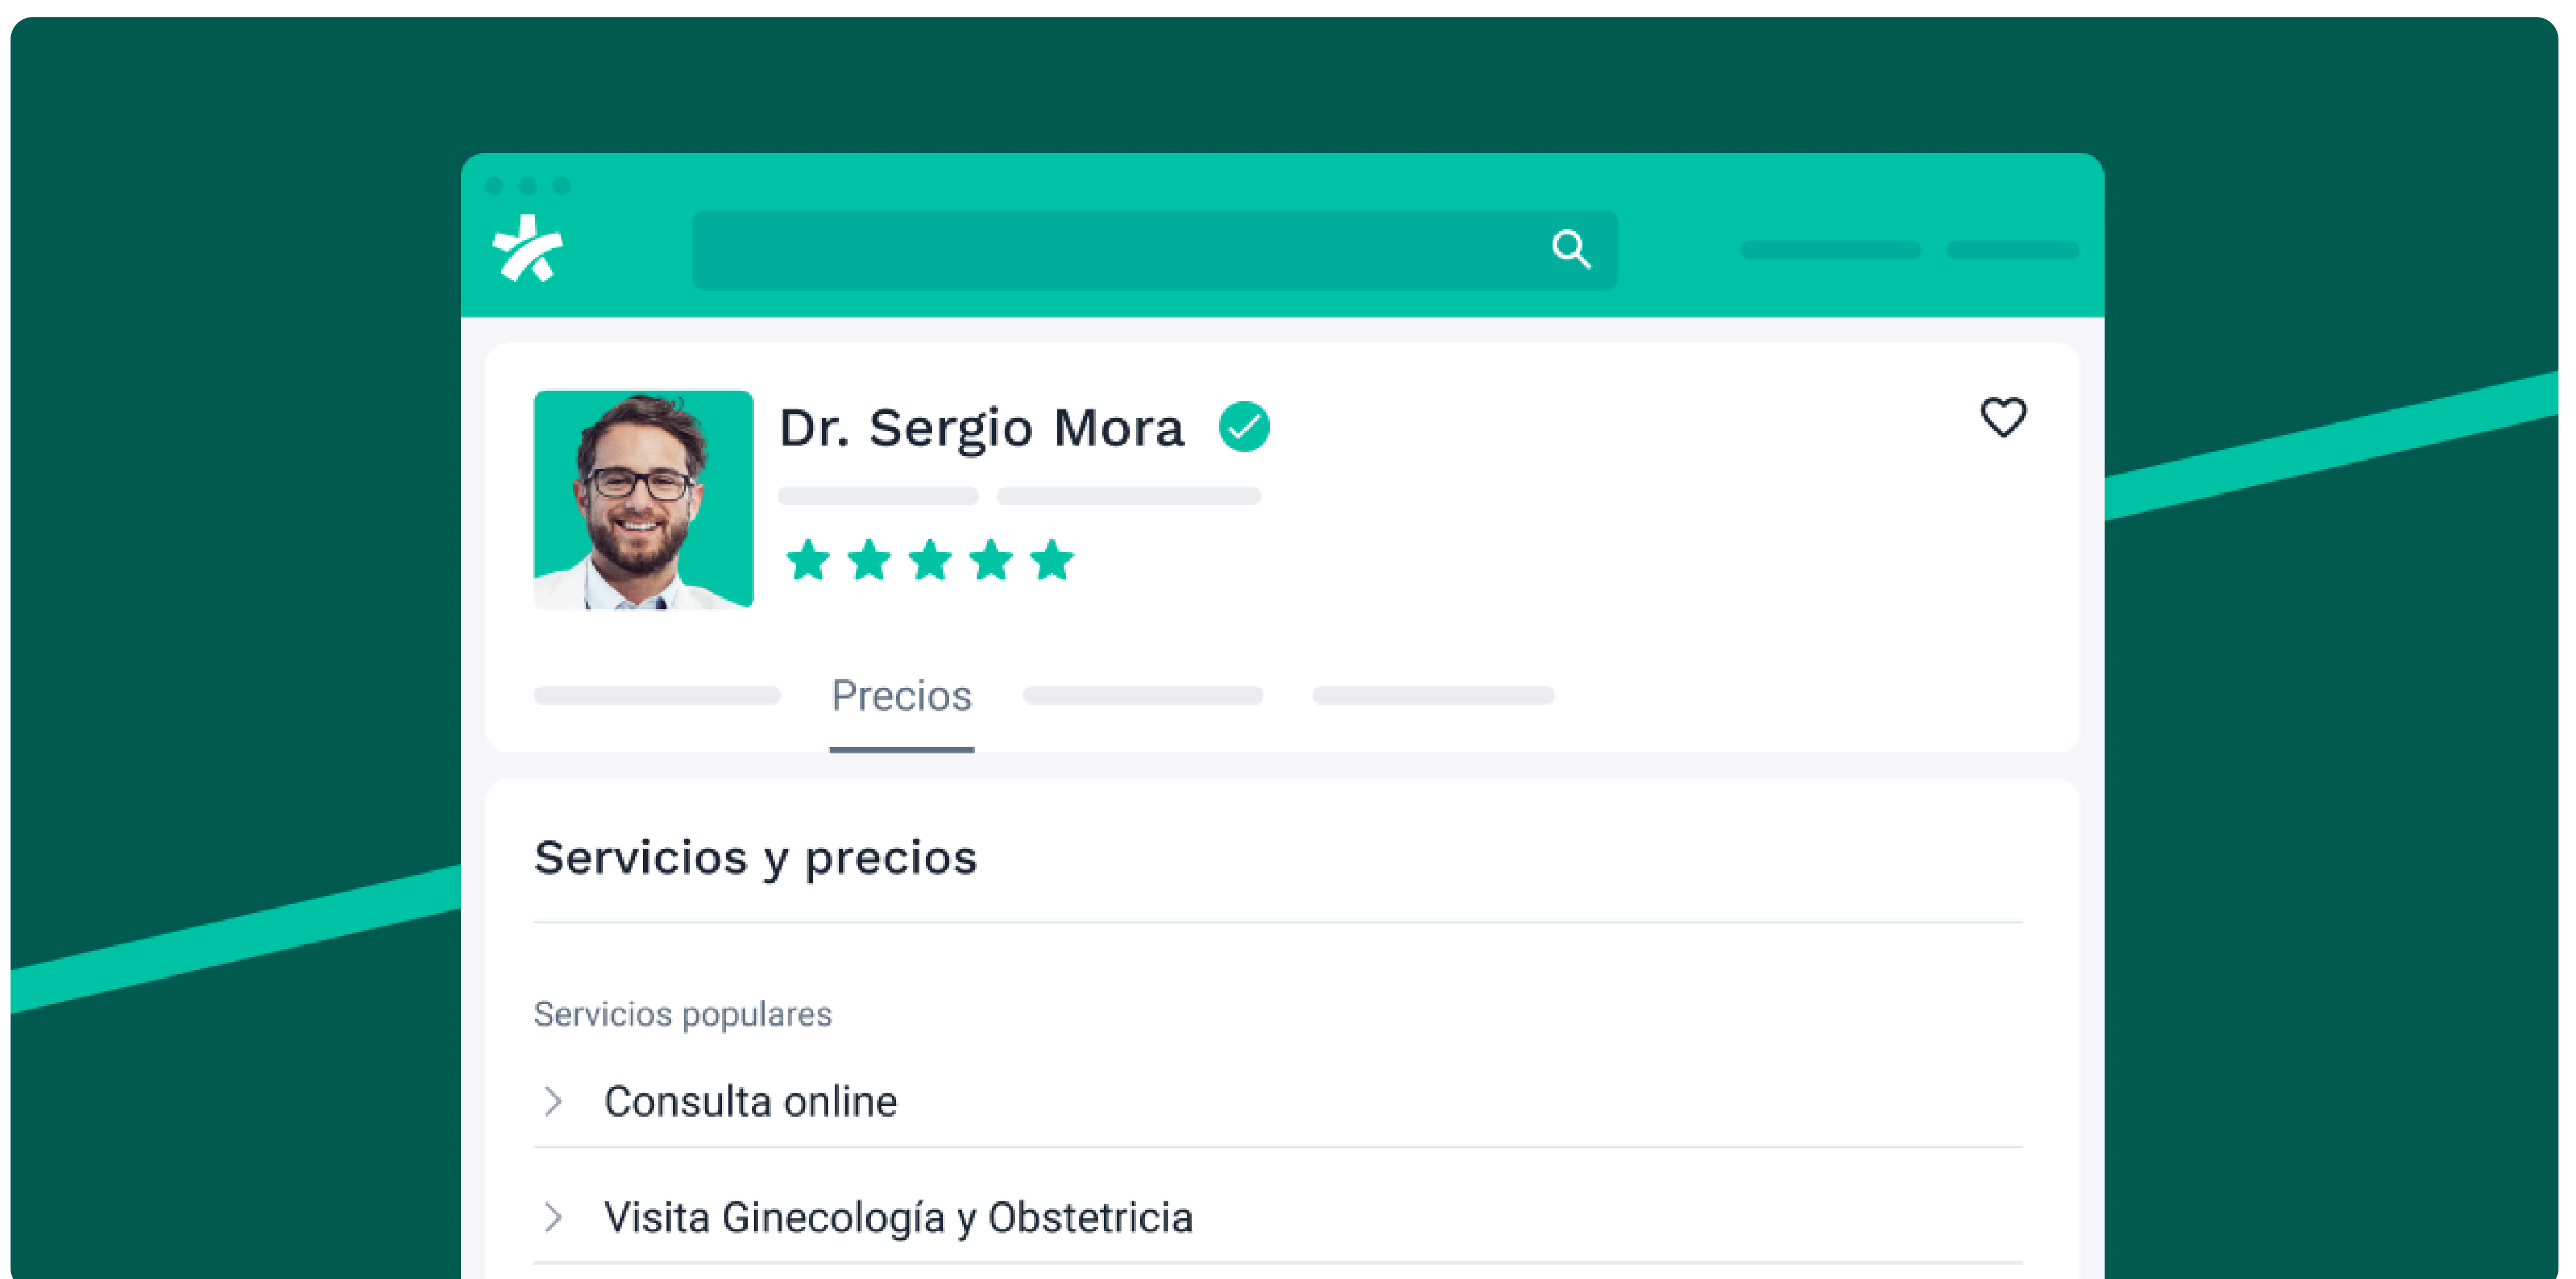 Dr. Sergio Mora
Precios
Servicios y precios
Servicios populares
Consulta online
Visita Ginecología y Obstetricia